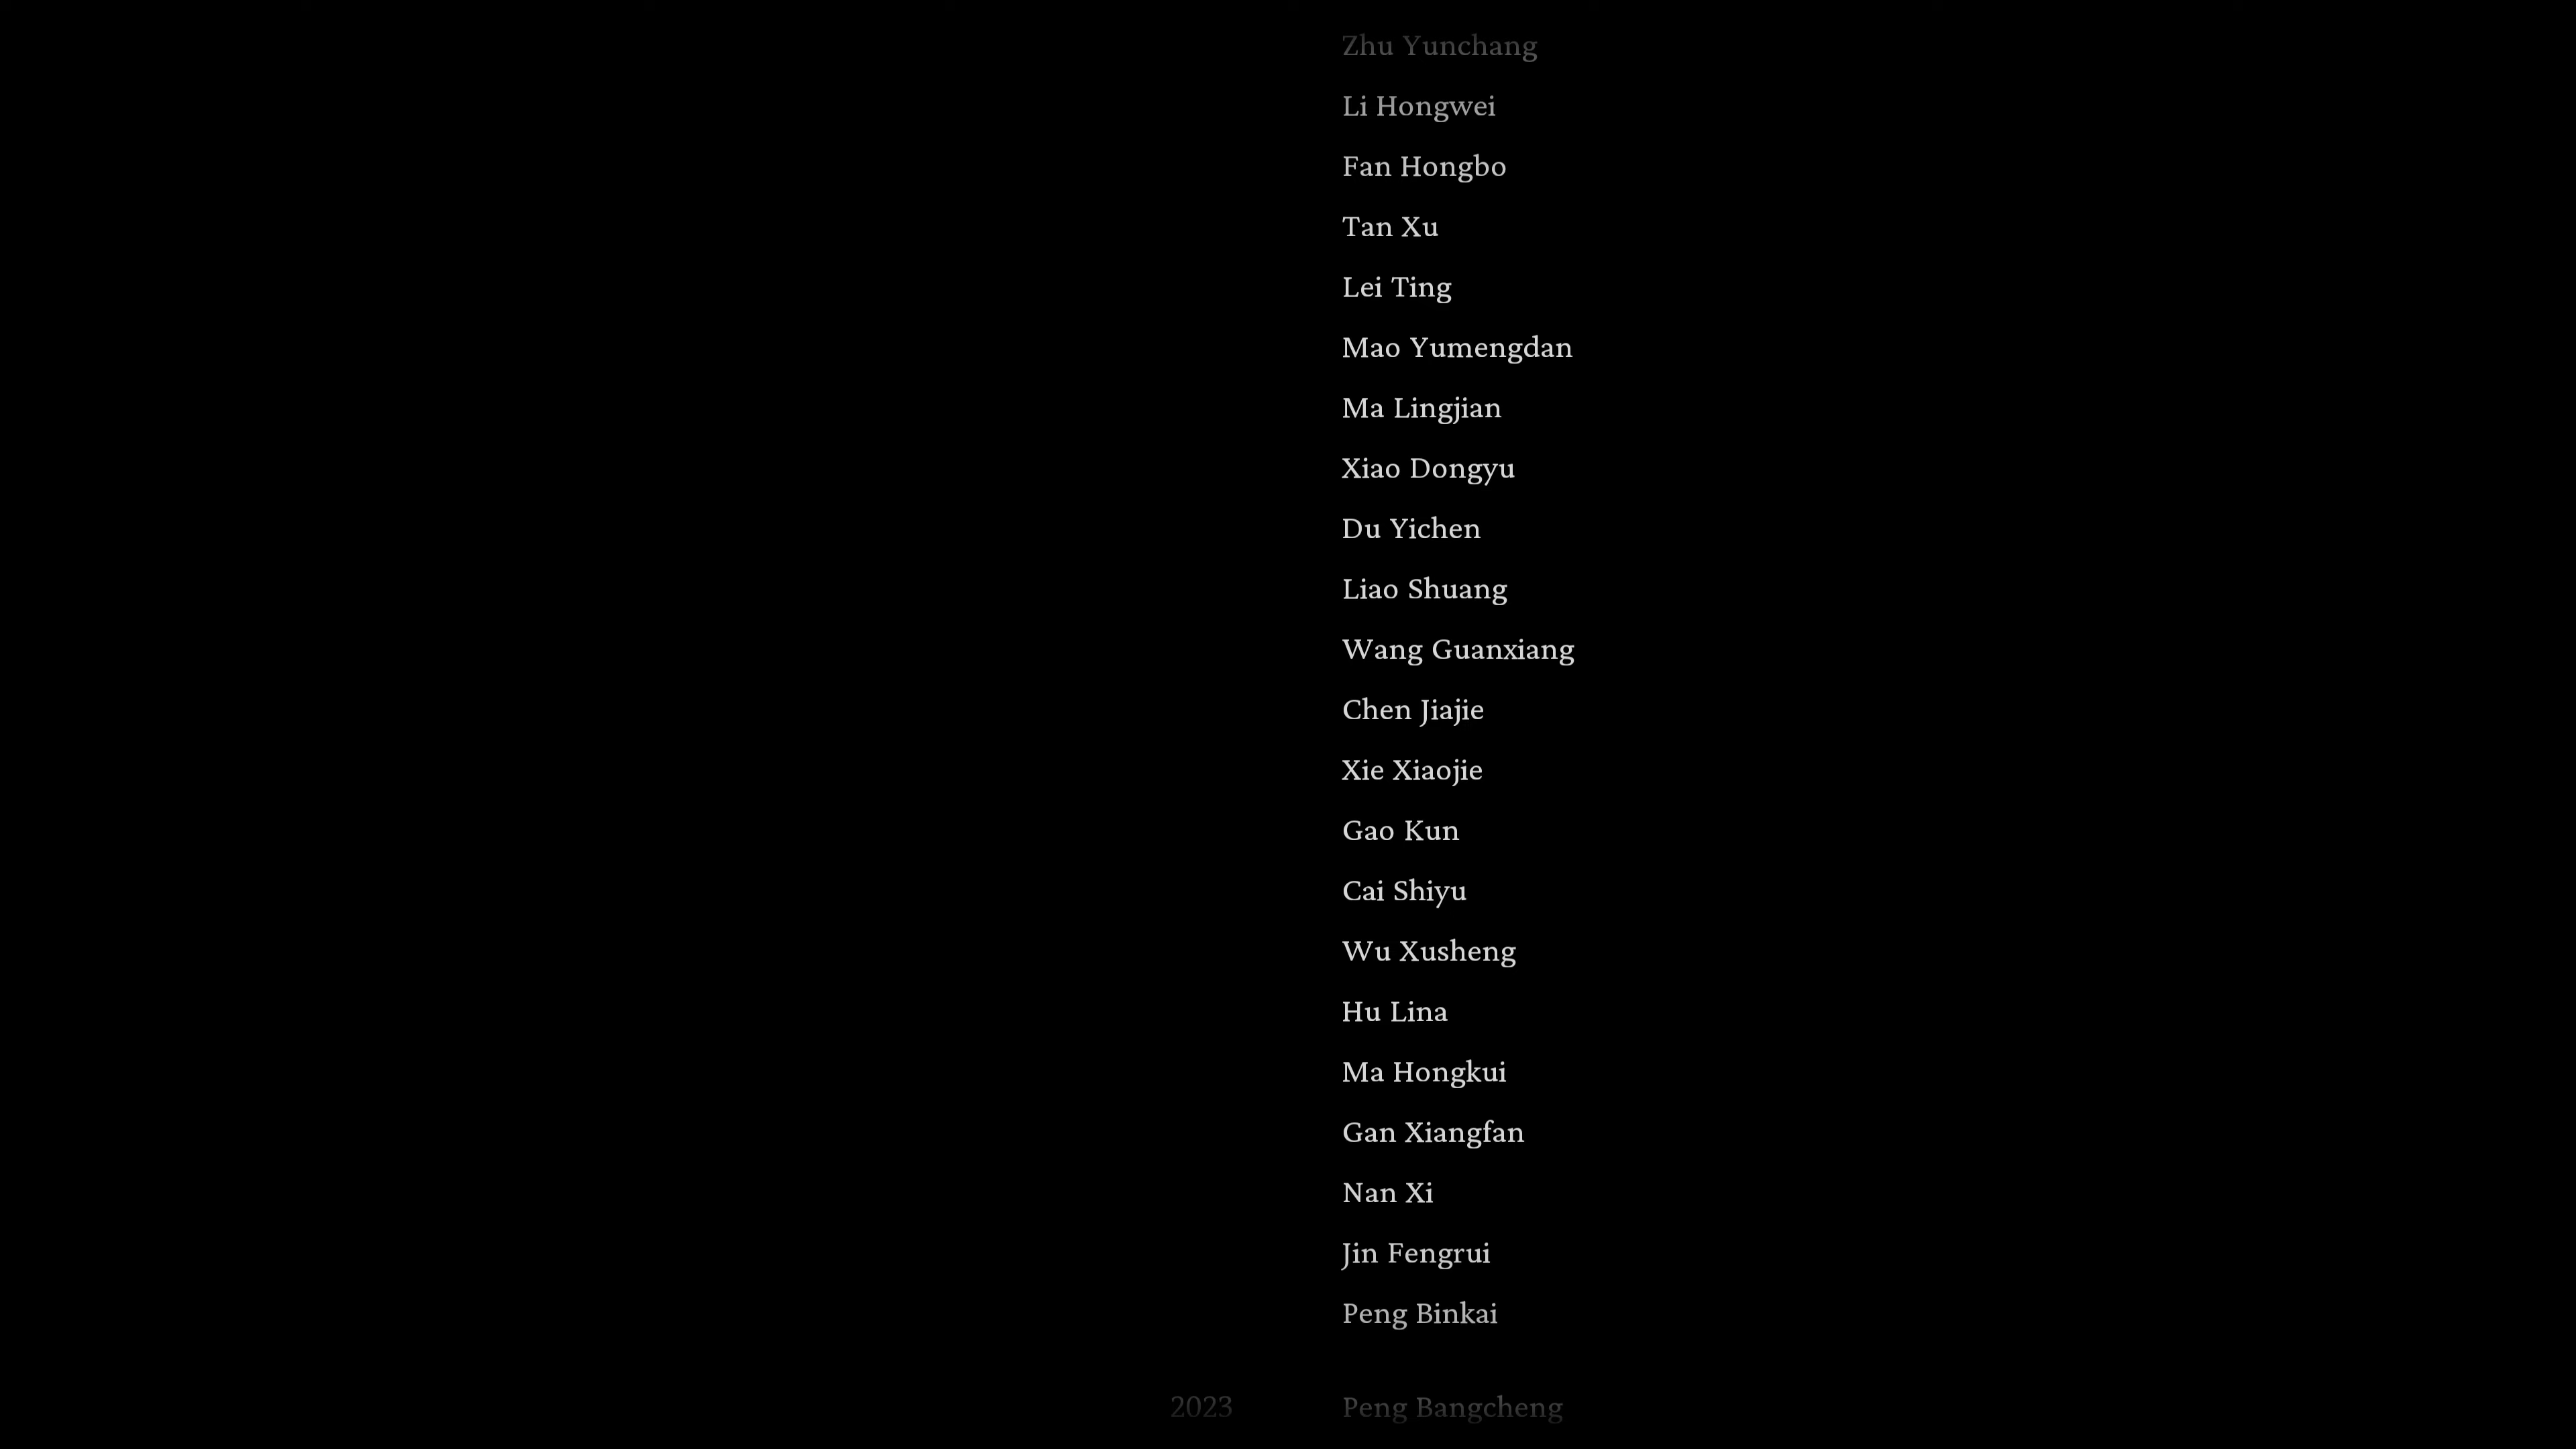 Zhu Yunchang
Li Hongwei
Fan Hongbo
Tan Xu
Lei Ting
Mao Yumengdan
Ma Lingjian
Xiao Dongyu
Du Yichen
Liao Shuang
Wang Guanxiang
Chen Jiajie
Xie Xiaojie
Gao Kun
Cai Shiyu
Wu Xusheng
Hu Lina
Ma Hongkui
Gan Xiangfan
Nan Xi
Jin Fengrui
Peng Binkai
2023 Peng Bangcheng